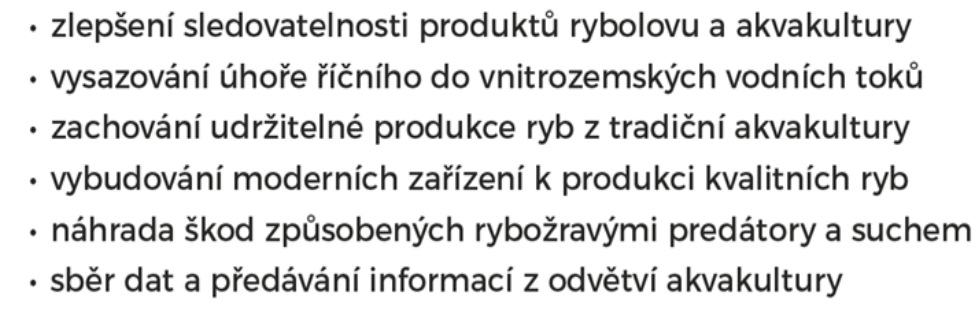 • zlepšení sledovatelnosti produktů rybolovu a akvakultury
• vysazování úhoře říčního do vnitrozemských vodních toků
• zachování udržitelné produkce ryb z tradiční akvakultury
• vybudování moderních zařízení k produkci kvalitních ryb
• náhrada škod způsobených rybožravými predátory a suchem
• sběr dat a předávání informací z odvětví akvakultury